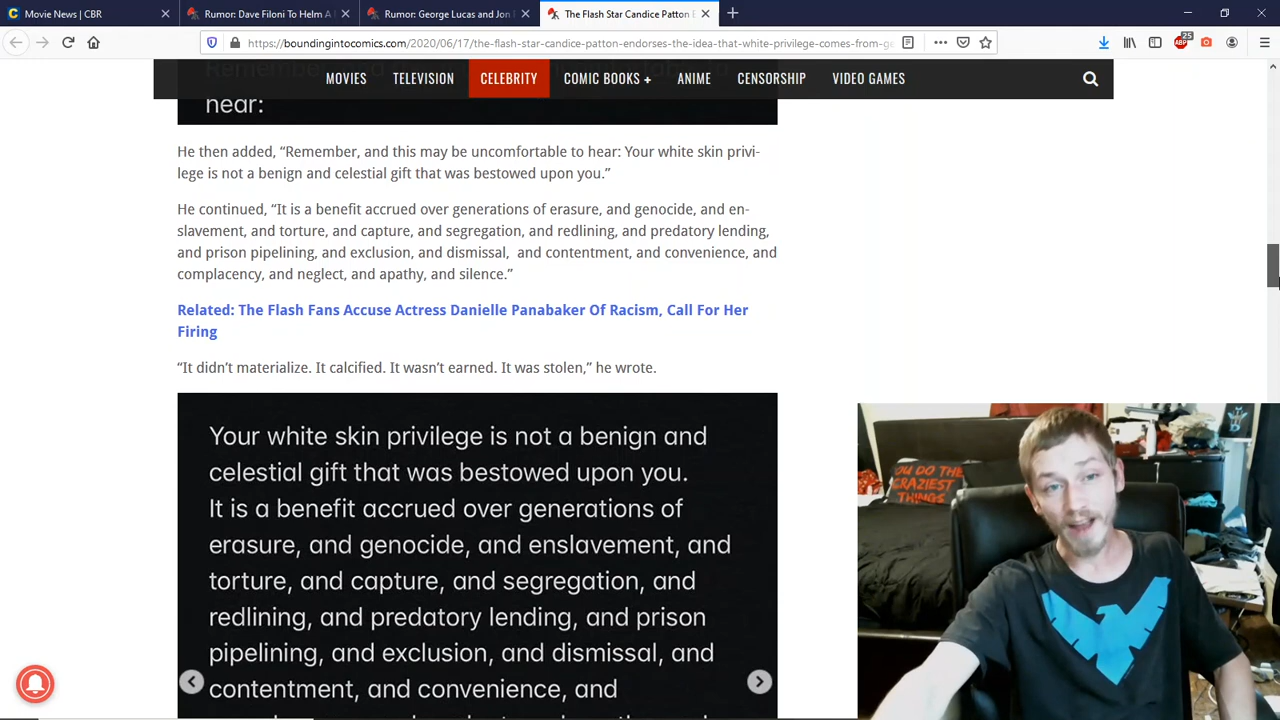 Movie News | CBR
Rumor: Dave Filoni To Helm A
Rumor: George Lucas and Jon
The Flash Star Candice Patton E
https://boundingintocomics.com/2020/06/17/the-flash-star-candice-patton-endorses-the-idea-that-white-privilege-comes-from-ge
25
ABP
MOVIES TELEVISION CELEBRITY COMIC BOOKS + ANIME CENSORSHIP VIDEO GAMES
hear:
He then added, “Remember, and this may be uncomfortable to hear: Your white skin privi-
lege is not a benign and celestial gift that was bestowed upon you.”
He continued, “It is a benefit accrued over generations of erasure, and genocide, and en-
slavement, and torture, and capture, and segregation, and redlining, and predatory lending,
and prison pipelining, and exclusion, and dismissal, and contentment, and convenience, and
complacency, and neglect, and apathy, and silence.”
Related: The Flash Fans Accuse Actress Danielle Panabaker Of Racism, Call For Her
Firing
“It didn’t materialize. It calcified. It wasn’t earned. It was stolen,” he wrote.
Your white skin privilege is not a benign and
celestial gift that was bestowed upon you.
It is a benefit accrued over generations of
erasure, and genocide, and enslavement, and
torture, and capture, and segregation, and
redlining, and predatory lending, and prison
pipelining, and exclusion, and dismissal, and
contentment, and convenience, and
YOU DO THE
CRAZIEST
THINGS